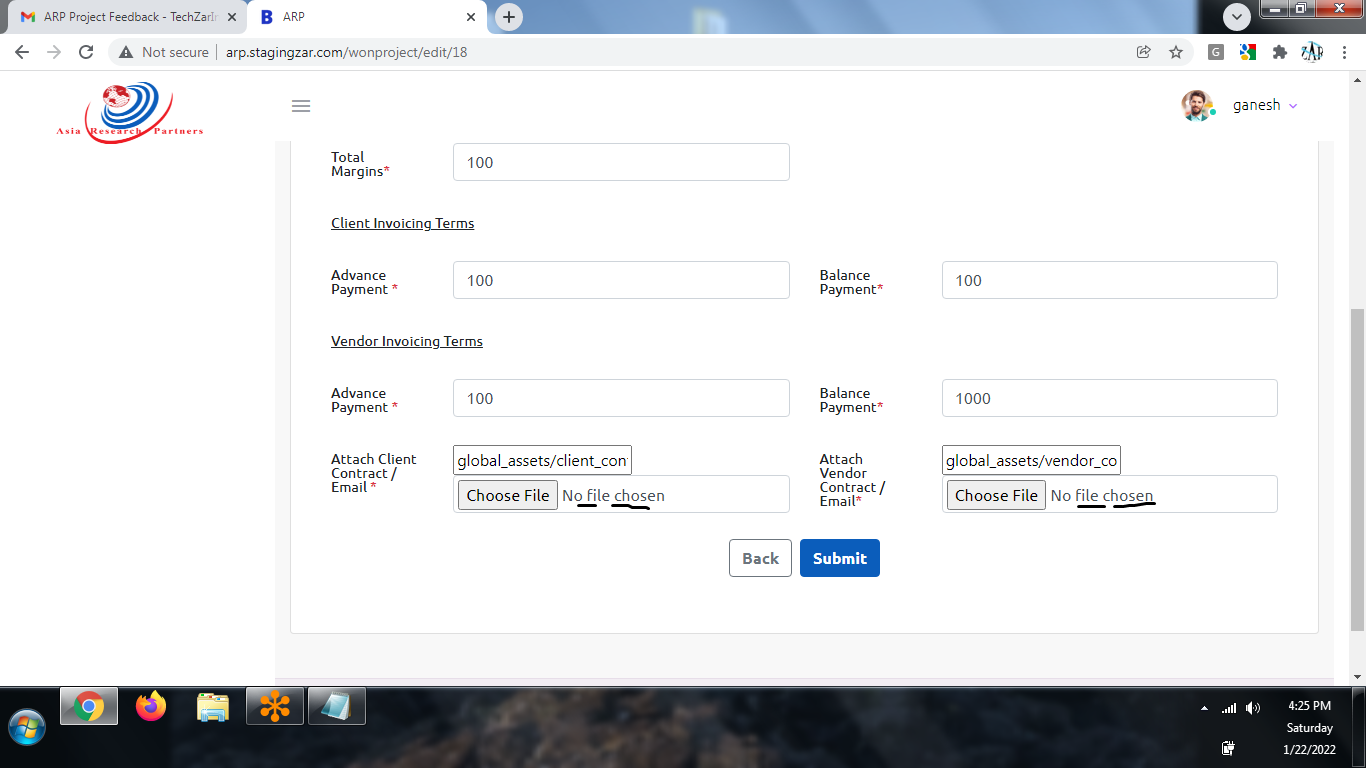 ARP Project Feedback - TechZarIn
ARP
Not secure
arp.stagingzar.com/wonproject/edit/18
G
ZAR
Asia Research Partners
ganesh
Total Margins*
100
Client Invoicing Terms
Advance Payment *
100
Balance Payment*
100
Vendor Invoicing Terms
Advance Payment *
100
Balance Payment*
1000
Attach Client Contract / Email *
global_assets/client_con
Choose File No file chosen
Attach Vendor Contract / Email*
global_assets/vendor_co
Choose File No file chosen
Back
Submit
4:25 PM
Saturday
1/22/2022